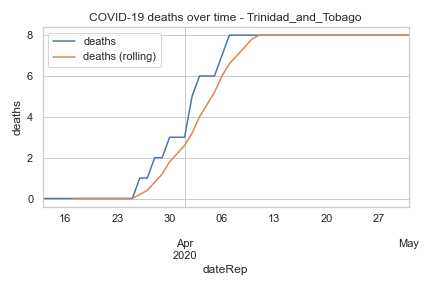 COVID-19 deaths over time - Trinidad_and_Tobago
deaths
deaths (rolling)
8
6
4
2
0
deaths
16 23 30 06 13 20 27
Apr May
2020
dateRep